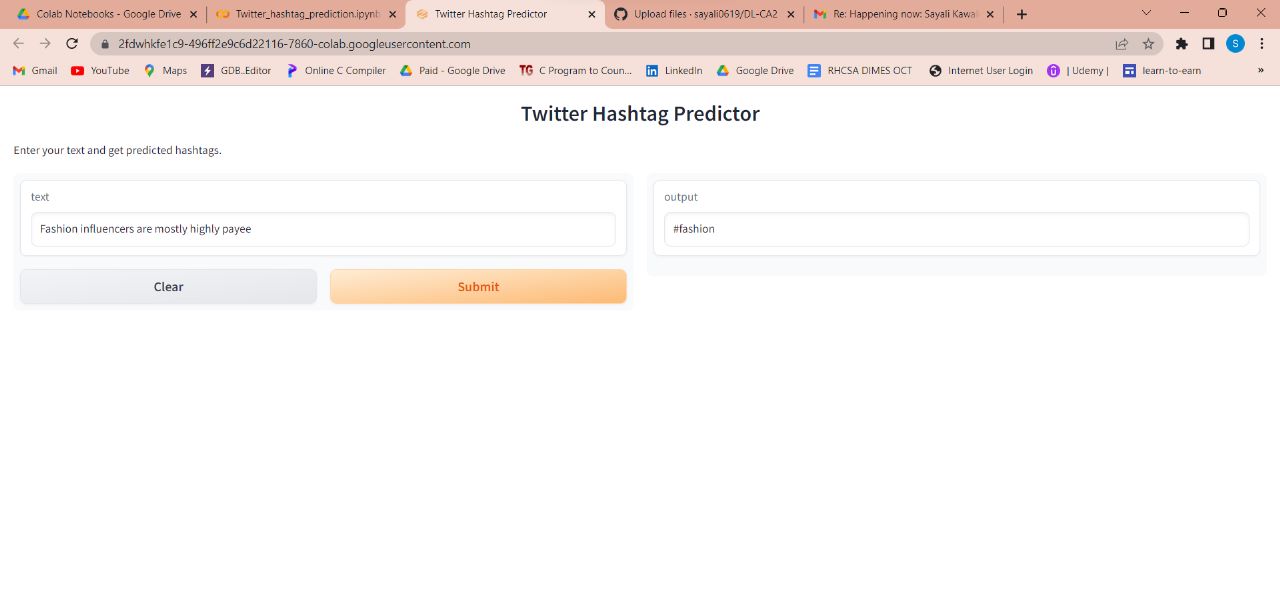 Colab Notebooks - Google Drive
Twitter_hashtag_prediction.ipynb
Twitter Hashtag Predictor
Upload files · sayali0619/DL-CA2
Re: Happening now: Sayali Kawal
2fdwhkfe1c9-496ff2e9c6d22116-7860-colab.googleusercontent.com
S
Gmail YouTube Maps GDB_Editor Online C Compiler Paid - Google Drive TG C Program to Coun... LinkedIn Google Drive RHCSA DIMES OCT Internet User Login | Udemy | learn-to-earn »
Twitter Hashtag Predictor
Enter your text and get predicted hashtags.
text
Fashion influencers are mostly highly payee
Clear
Submit
output
#fashion